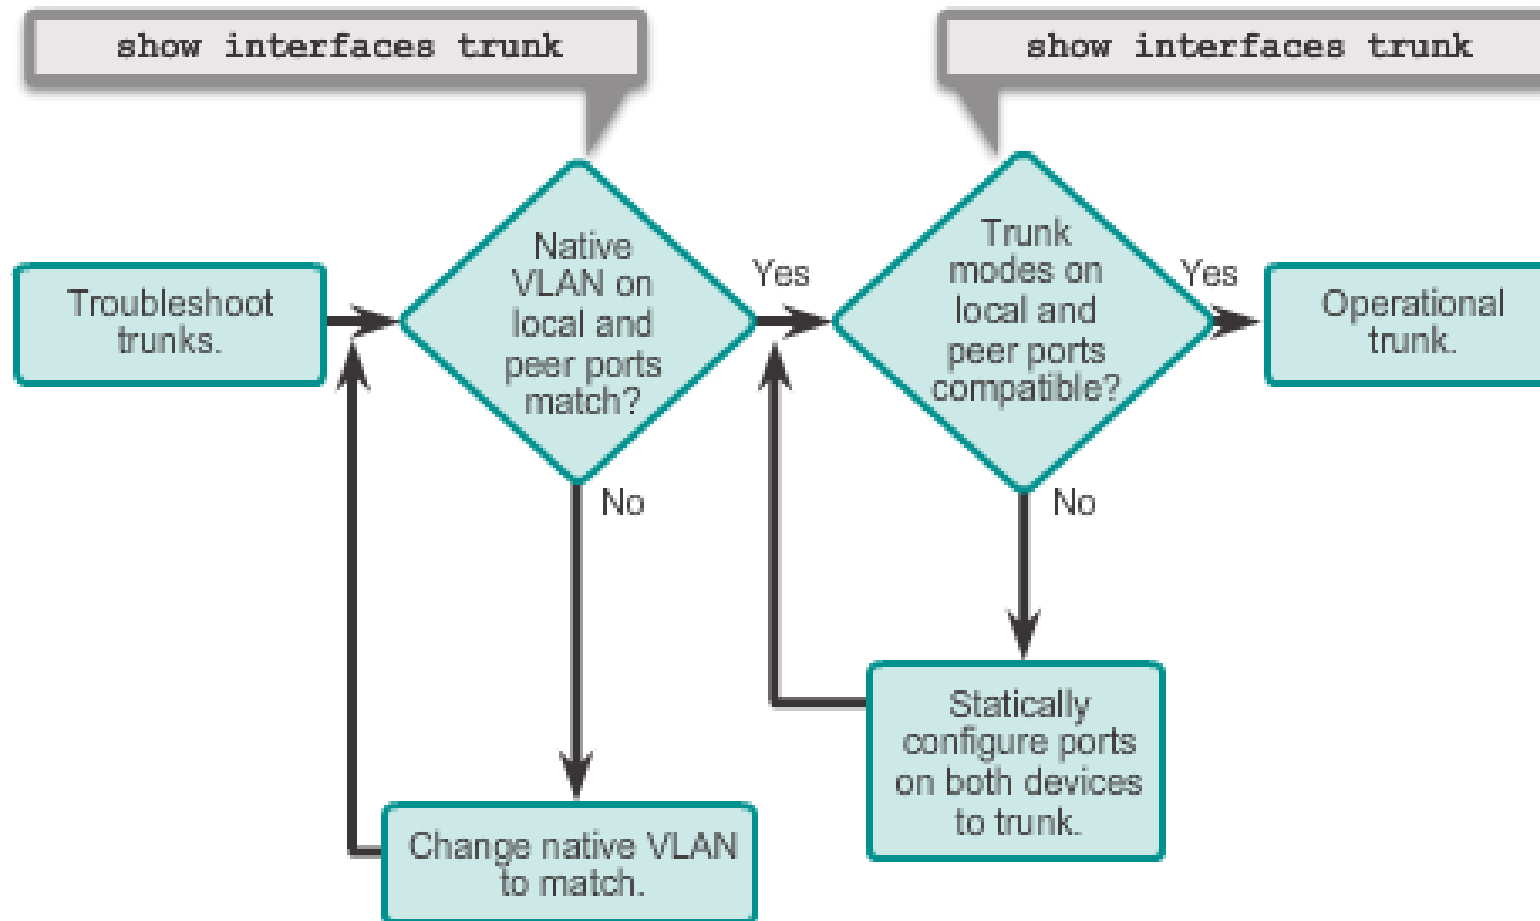 show interfaces trunk
show interfaces trunk
Troubleshoot
trunks.
Native
VLAN on
local and
peer ports
match?
Yes
Trunk
modes on
local and
peer ports
compatible?
Yes
Operational
trunk.
No
No
Change native VLAN
to match.
Statically
configure ports
on both devices
to trunk.